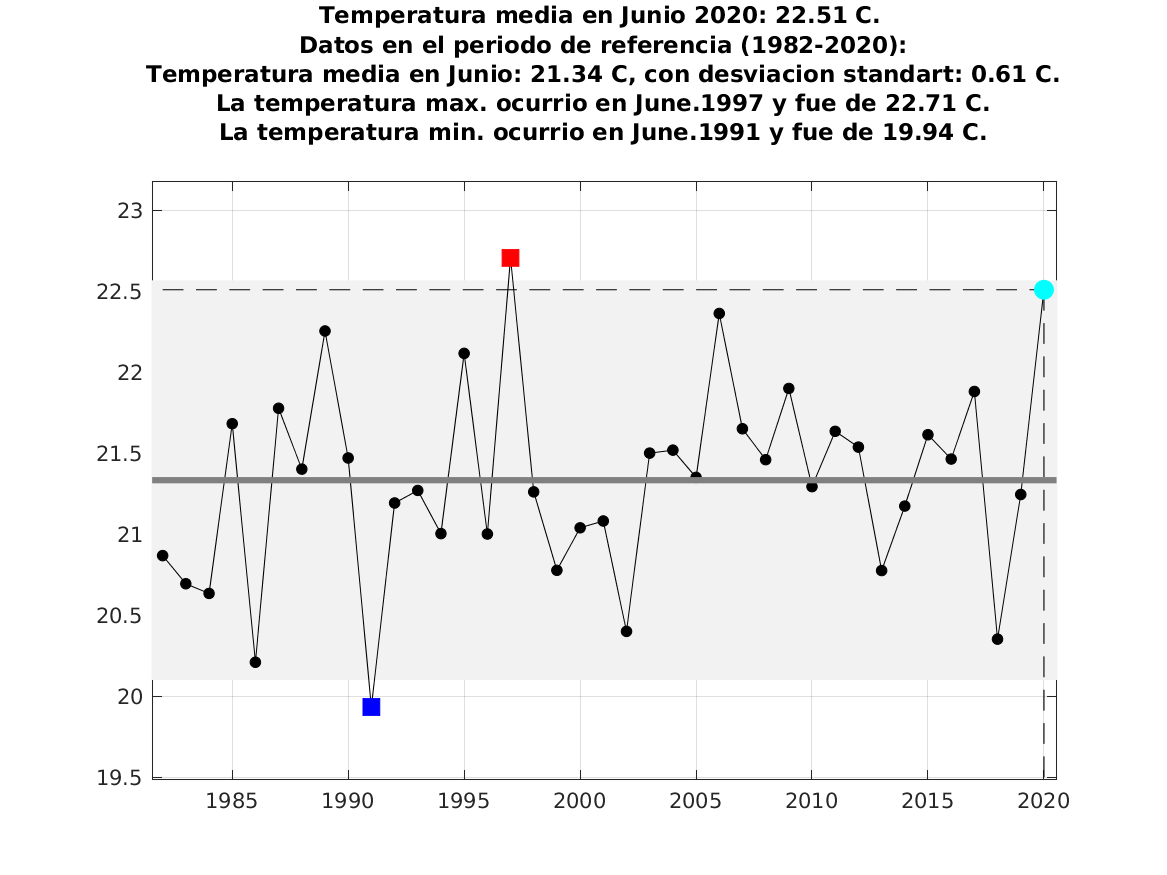 Temperatura media en Junio 2020: 22.51 C.
Datos en el periodo de referencia (1982-2020):
Temperatura media en Junio: 21.34 C, con desviacion standart: 0.61 C.
La temperatura max. ocurrio en June.1997 y fue de 22.71 C.
La temperatura min. ocurrio en June.1991 y fue de 19.94 C.
23
22.5
22
21.5
21
20.5
20
19.5
1985 1990 1995 2000 2005 2010 2015 2020